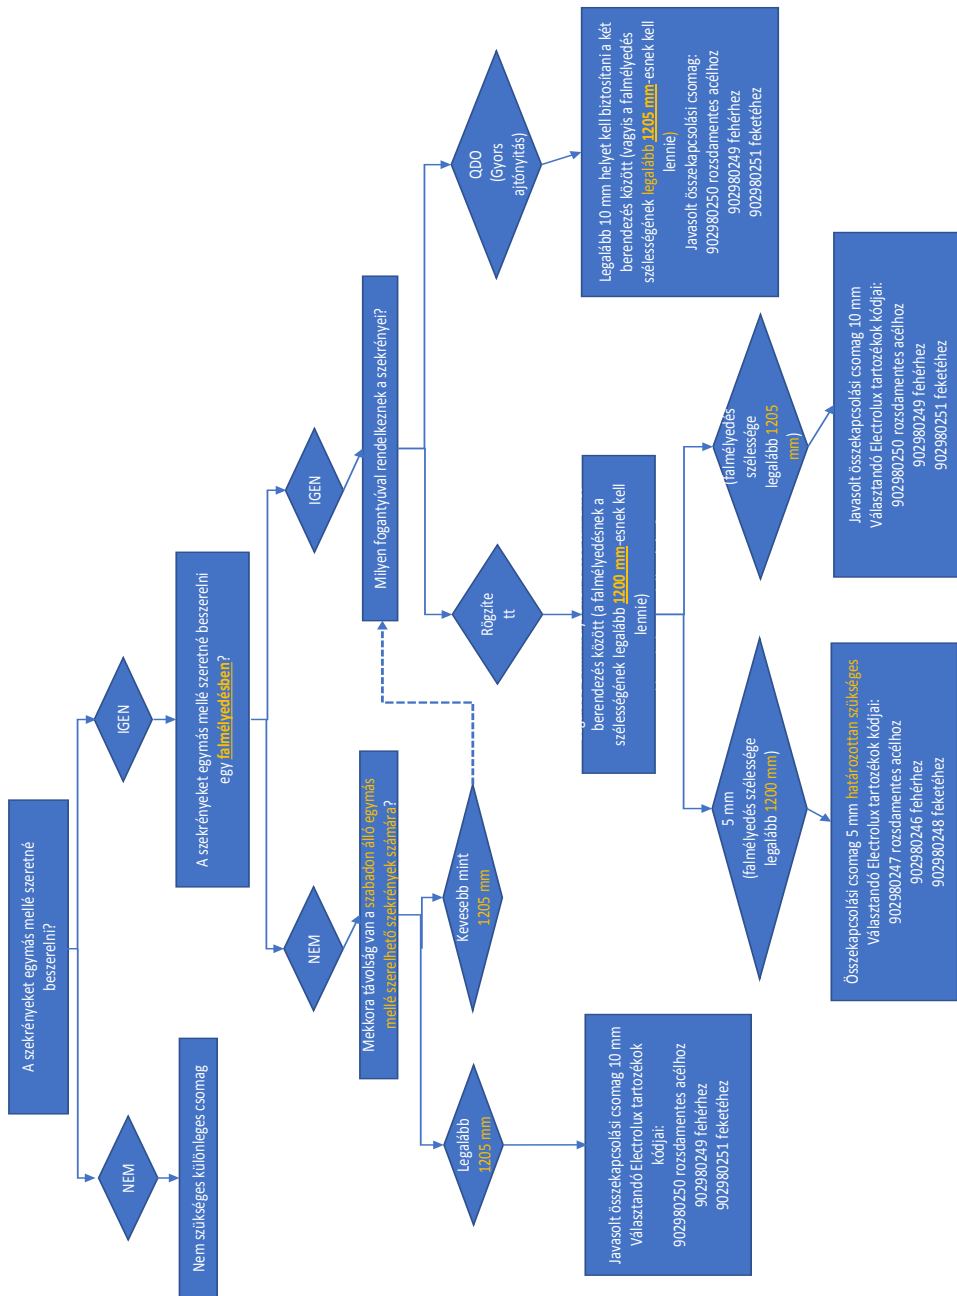 A szekrényeket egymás mellé szeretné
beszerelni?
NEM
IGEN
Nem szükséges különleges csomag
A szekrényeket egymás mellé szeretné beszerelni
egy falmélyedésben?
NEM
IGEN
Mekkora távolság van a szabadon álló egymás
mellé szerelhető szekrények számára?
Milyen fogantyúval rendelkeznek a szekrényei?
Legalább
1205 mm
Kevesebb mint
1205 mm
Rögzíte
tt
QDO
(Gyors
ajtónyitás)
Javasolt összekapcsolási csomag 10 mm
Választandó Electrolux tartozékok
kódjai:
902980250 rozsdamentes acélhoz
902980249 fehérhez
902980251 feketéhez
berendezés között (a falmélyedésnek a
szélességének legalább 1200 mm-esnek kell
lennie)
Legalább 10 mm helyet kell biztosítani a két
berendezés között (vagyis a falmélyedés
szélességének legalább 1205 mm-esnek kell
lennie)
Javasolt összekapcsolási csomag:
902980250 rozsdamentes acélhoz
902980249 fehérhez
902980251 feketéhez
5 mm
(falmélyedés szélessége
legalább 1200 mm)
(falmélyedés
szélessége
legalább 1205
mm)
Összekapcsolási csomag 5 mm határozottan szükséges
Választandó Electrolux tartozékok kódjai:
902980247 rozsdamentes acélhoz
902980246 fehérhez
902980248 feketéhez
Javasolt összekapcsolási csomag 10 mm
Választandó Electrolux tartozékok kódjai:
902980250 rozsdamentes acélhoz
902980249 fehérhez
902980251 feketéhez